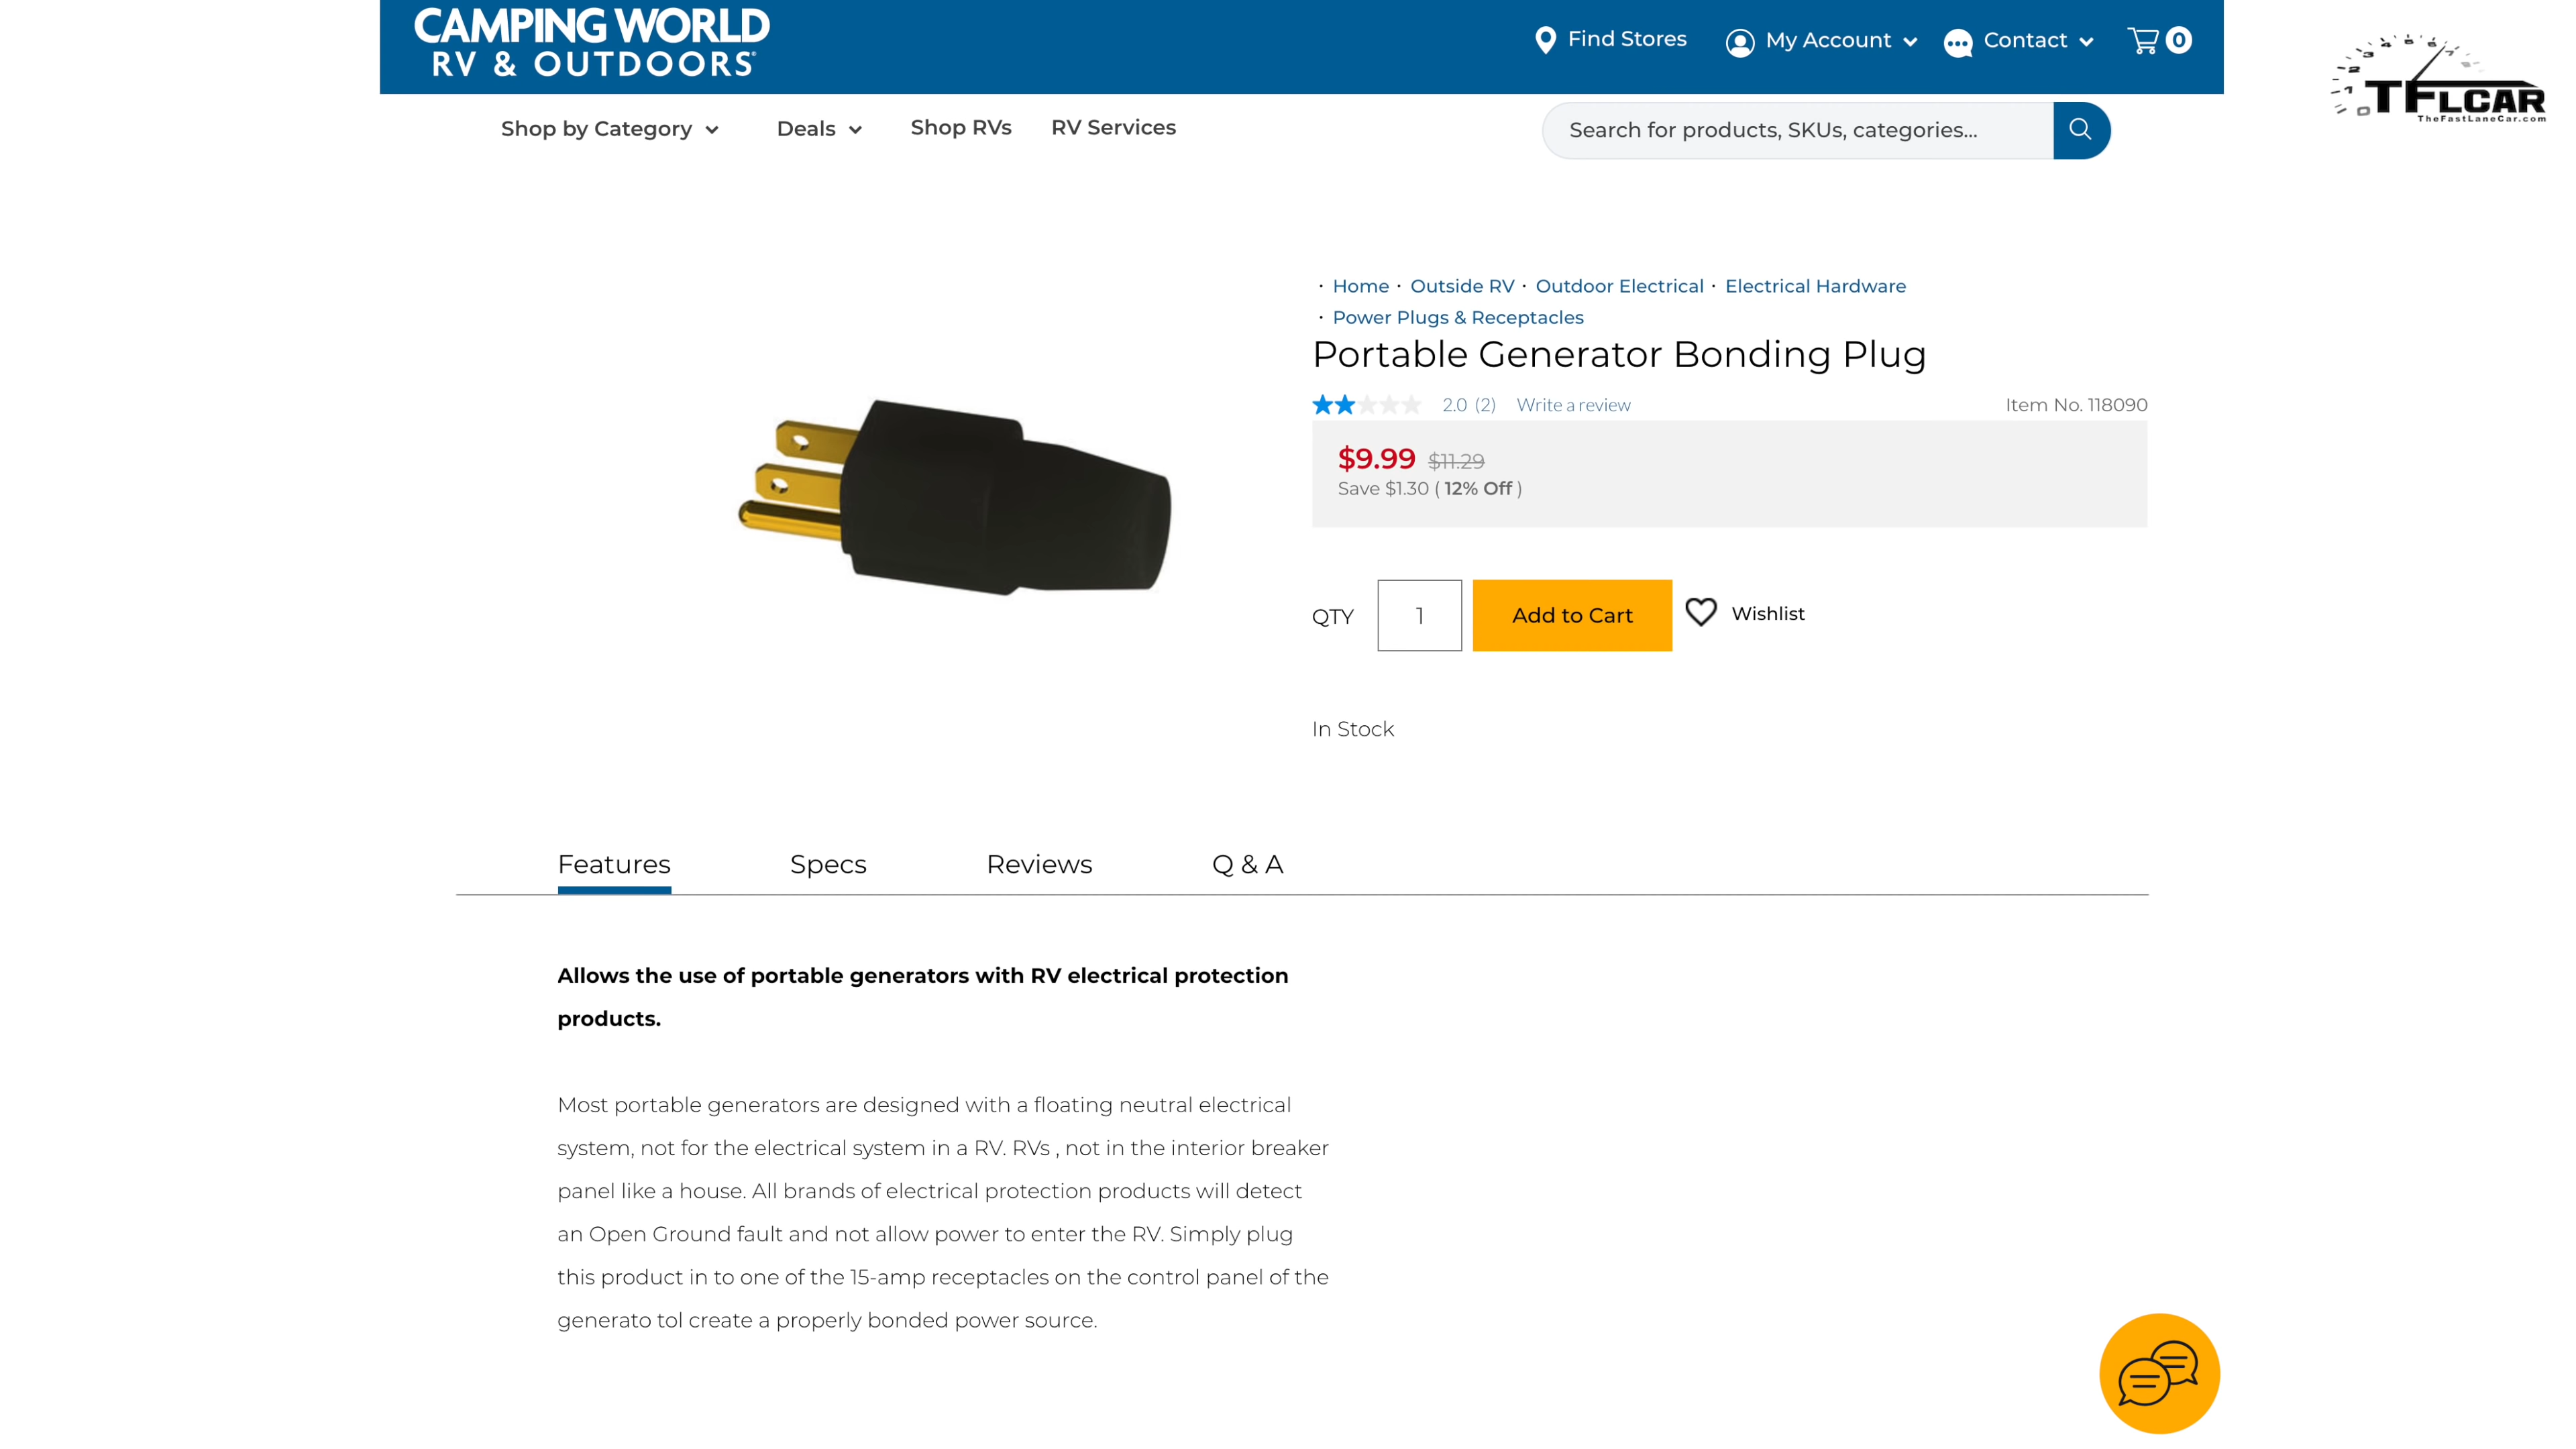 CAMPING WORLD
RV & OUTDOORS
Find Stores
My Account
Contact
0
TFLCAR
TheFastLaneCar.com
Shop by Category
Deals
Shop RVs
RV Services
Search for products, SKUs, categories...
· Home · Outside RV · Outdoor Electrical · Electrical Hardware
· Power Plugs & Receptacles
Portable Generator Bonding Plug
2.0 (2) Write a review
Item No. 118090
$9.99 $11.29
Save $1.30 ( 12% Off )
QTY
1
Add to Cart
Wishlist
In Stock
Features
Specs
Reviews
Q & A
Allows the use of portable generators with RV electrical protection
products.
Most portable generators are designed with a floating neutral electrical
system, not for the electrical system in a RV. RVs , not in the interior breaker
panel like a house. All brands of electrical protection products will detect
an Open Ground fault and not allow power to enter the RV. Simply plug
this product in to one of the 15-amp receptacles on the control panel of the
generato tol create a properly bonded power source.